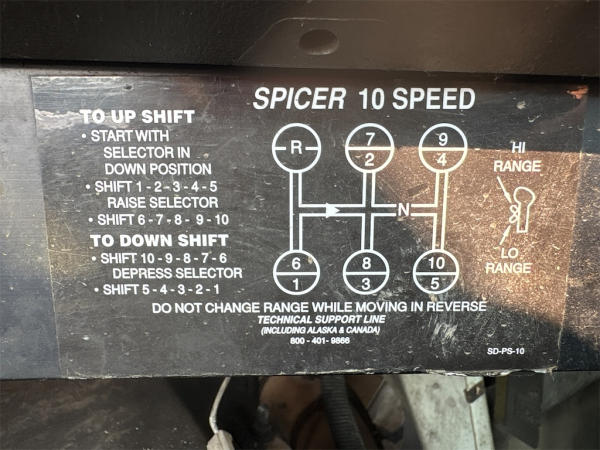 SPICER 10 SPEED
TO UP SHIFT
• START WITH
SELECTOR IN
DOWN POSITION
• SHIFT 1 - 2 - 3 - 4 - 5
RAISE SELECTOR
• SHIFT 6 - 7 - 8 - 9 - 10
TO DOWN SHIFT
• SHIFT 10 - 9 - 8 - 7 - 6
DEPRESS SELECTOR
• SHIFT 5 - 4 - 3 - 2 - 1
R 7 9
2 4
N
6 8 10
1 3 5
HI
RANGE
LO
RANGE
DO NOT CHANGE RANGE WHILE MOVING IN REVERSE
TECHNICAL SUPPORT LINE
(INCLUDING ALASKA & CANADA)
800 - 401 - 9866
SD-PS-10